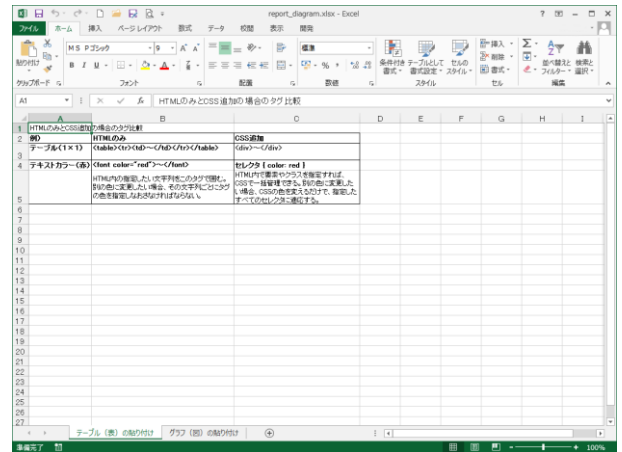 report_diagram.xlsx - Excel
ファイル ホーム 挿入 ページレイアウト 数式 データ 校閲 表示 開発
貼り付け
MS Pゴシック 9 A A
B I U
標準
% 
条件付き書式 テーブルとして書式設定 セルのスタイル
挿入
削除
書式
並べ替えとフィルター 検索と選択
クリップボード フォント 配置 数値 スタイル セル 編集
A1 fx HTMLのみとCSS追加の場合のタグ比較
A B C D E F G H I
1 HTMLのみとCSS追加の場合のタグ比較
2 例) HTMLのみ CSS追加
テーブル(1×1) <table><tr><td>~</td></tr></table> <div>~</div>
3
4 テキストカラー(赤) <font color="red">~</font> セレクタ { color: red }
HTML内の指定したい文字列をこのタグで囲む。
別の色に変更したい場合、その文字列ごとにタグ
の色を指定しなおさなければならない。
HTML内で要素やクラスを指定すれば、
CSSで一括管理できる。別の色に変更した
い場合、CSSの色を変えるだけで、指定した
すべてのセレクタに適応する。
5
6
7
8
9
10
11
12
13
14
15
16
17
18
19
20
21
22
23
24
25
26
27
テーブル(表)の貼り付け グラフ(図)の貼り付け
準備完了 100%